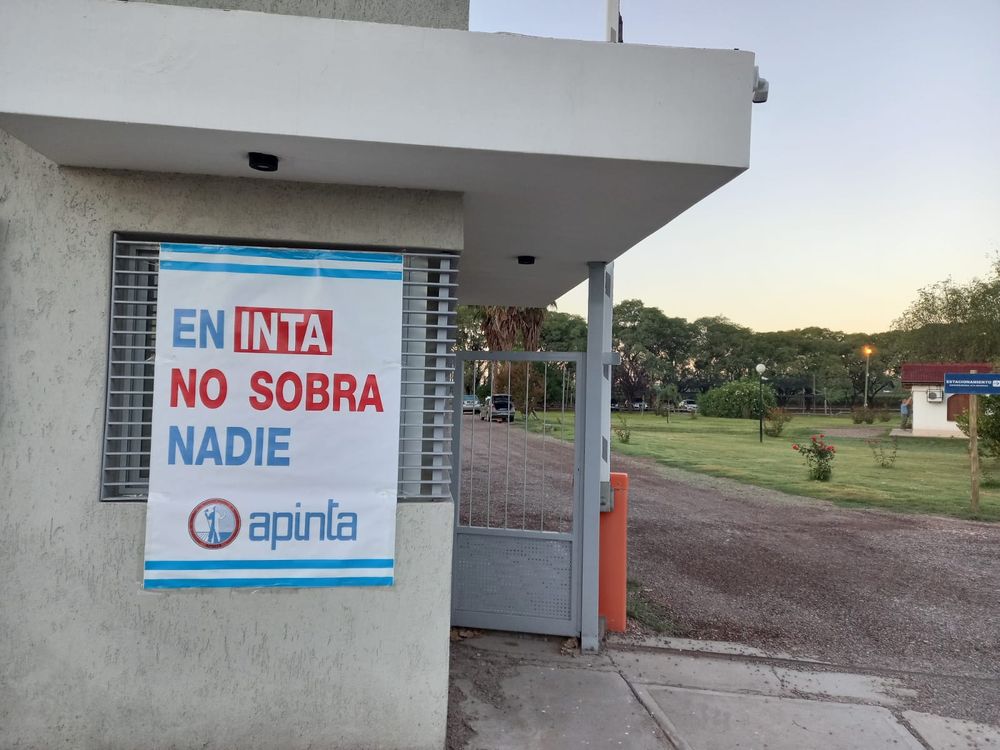 EN INTA
NO SOBRA
NADIE
apinta
ESTACIONAMIENTO